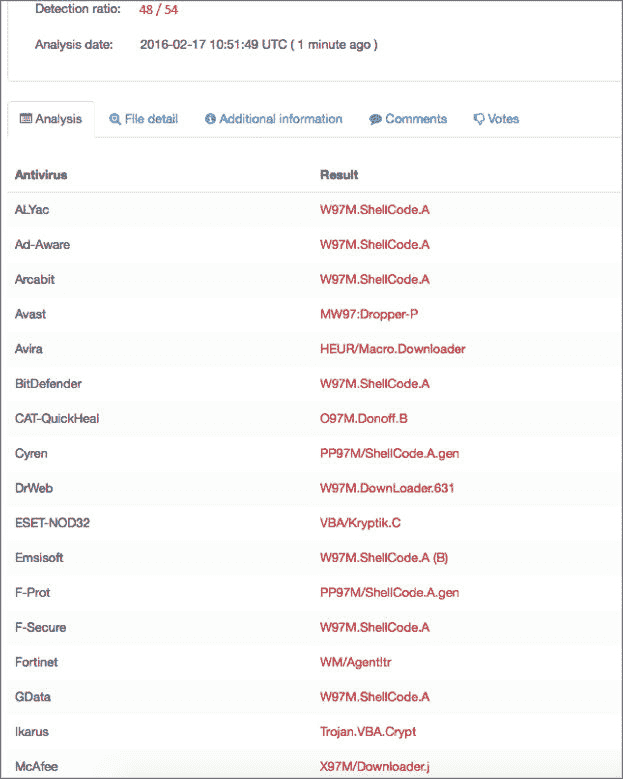 Detection ratio: 48 / 54
Analysis date: 2016-02-17 10:51:49 UTC ( 1 minute ago )
Analysis File detail Additional information Comments Votes
Antivirus Result
ALYac W97M.ShellCode.A
Ad-Aware W97M.ShellCode.A
Arcabit W97M.ShellCode.A
Avast MW97:Dropper-P
Avira HEUR/Macro.Downloader
BitDefender W97M.ShellCode.A
CAT-QuickHeal O97M.Donoff.B
Cyren PP97M/ShellCode.A.gen
DrWeb W97M.DownLoader.631
ESET-NOD32 VBA/Kryptik.C
Emsisoft W97M.ShellCode.A (B)
F-Prot PP97M/ShellCode.A.gen
F-Secure W97M.ShellCode.A
Fortinet WM/Agent!tr
GData W97M.ShellCode.A
Ikarus Trojan.VBA.Crypt
McAfee X97M/Downloader.j